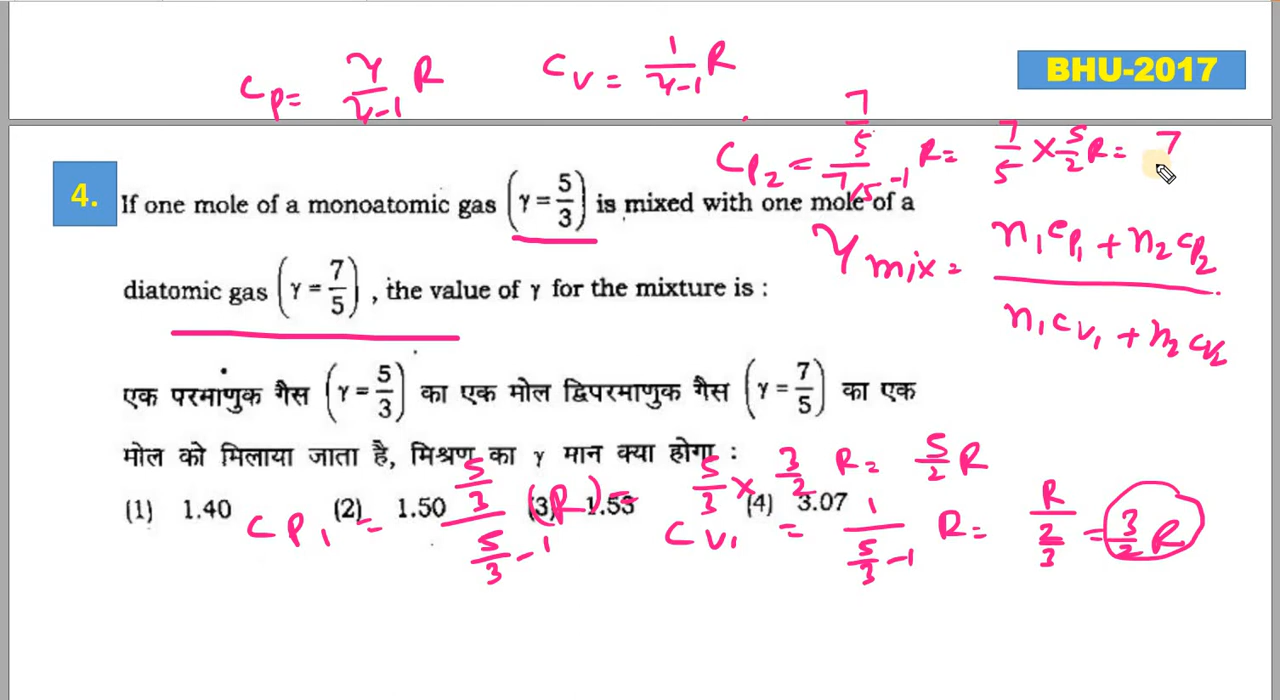 Cp = γ/γ-1 R Cv = 1/γ-1 R
BHU-2017
Cp2 = 7/5 / 7/5 -1 R = 7/5 × 5/2 R = 7
4. If one mole of a monoatomic gas (γ = 5/3) is mixed with one mole of a
γmix = n1Cp1 + n2Cp2 / n1Cv1 + n2Cv2
diatomic gas (γ = 7/5), the value of γ for the mixture is :
एक परमाणुक गैस (γ = 5/3) का एक मोल द्विपरमाणुक गैस (γ = 7/5) का एक
मोल को मिलाया जाता है, मिश्रण का γ मान क्या होगा :
(1) 1.40 (2) 1.50 (3) 1.53 (4) 3.07
CP1 = 5/3 / 5/3 -1 (R) = 5/3 × 3/2 R = 5/2 R
Cv1 = 1 / 5/3 -1 R = R / 2/3 = 3/2 R